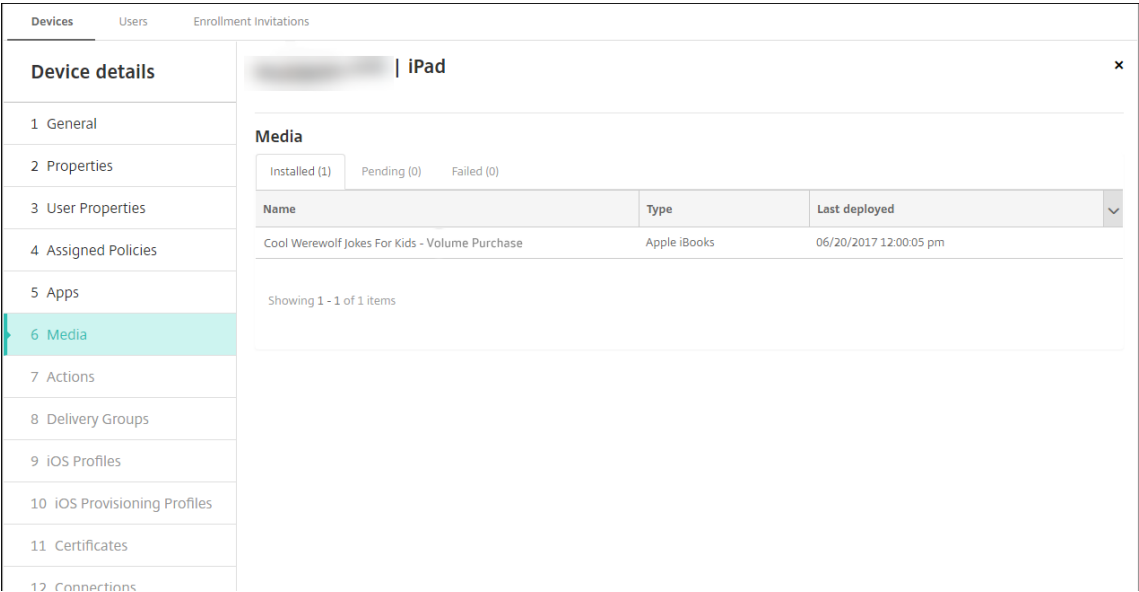 Devices Users Enrollment Invitations
Device details
| iPad
1 General
2 Properties
3 User Properties
4 Assigned Policies
5 Apps
6 Media
7 Actions
8 Delivery Groups
9 iOS Profiles
10 iOS Provisioning Profiles
11 Certificates
12 Connections
Media
Installed (1) Pending (0) Failed (0)
Name Type Last deployed
Cool Werewolf Jokes For Kids - Volume Purchase Apple iBooks 06/20/2017 12:00:05 pm
Showing 1 - 1 of 1 items